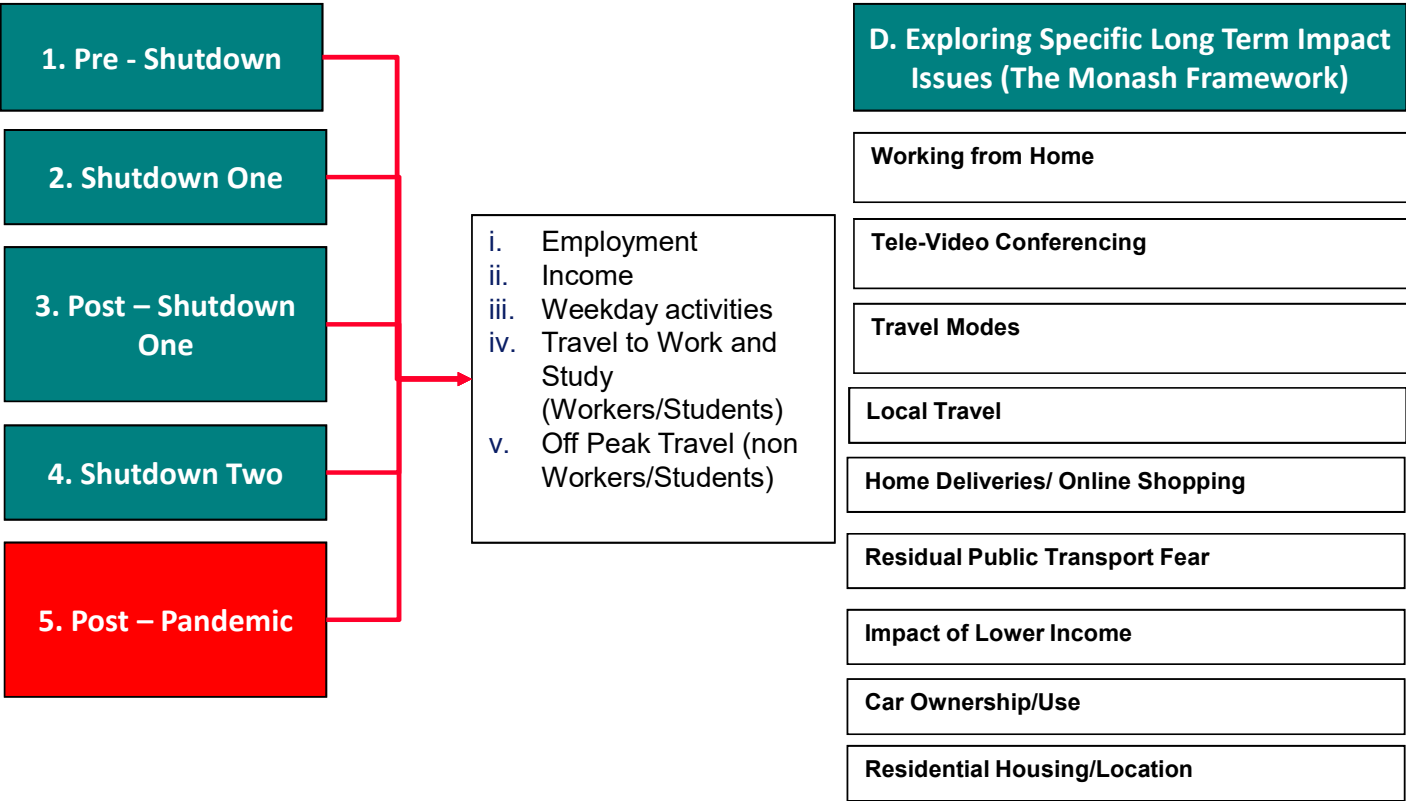 1. Pre - Shutdown
2. Shutdown One
3. Post – Shutdown
One
4. Shutdown Two
5. Post – Pandemic
i. Employment
ii. Income
iii. Weekday activities
iv. Travel to Work and
Study
(Workers/Students)
v. Off Peak Travel (non
Workers/Students)
D. Exploring Specific Long Term Impact
Issues (The Monash Framework)
Working from Home
Tele-Video Conferencing
Travel Modes
Local Travel
Home Deliveries/ Online Shopping
Residual Public Transport Fear
Impact of Lower Income
Car Ownership/Use
Residential Housing/Location